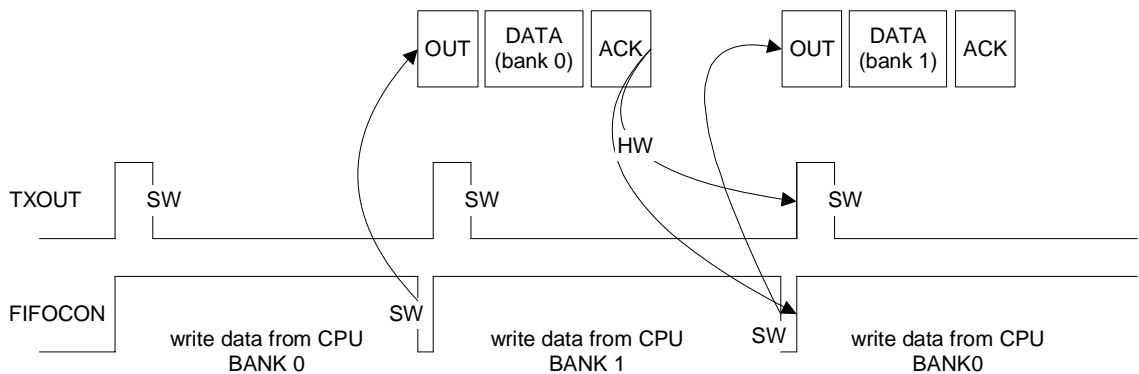 OUT
DATA
(bank 0)
ACK
OUT
DATA
(bank 1)
ACK
HW
TXOUT
SW
SW
SW
FIFOCON
SW
SW
write data from CPU
BANK 0
write data from CPU
BANK 1
write data from CPU
BANK0